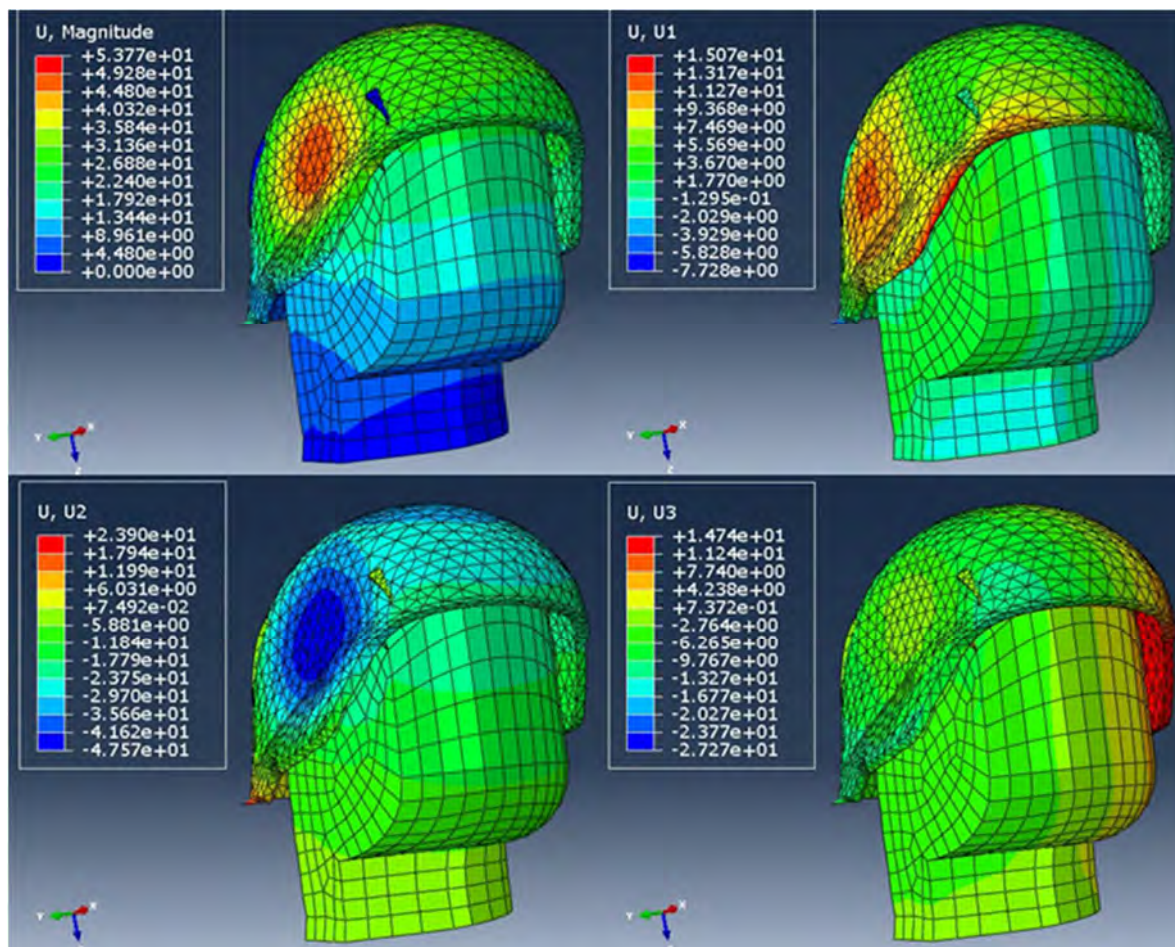 U, Magnitude
+5.377e+01
+4.928e+01
+4.480e+01
+4.032e+01
+3.584e+01
+3.136e+01
+2.688e+01
+2.240e+01
+1.792e+01
+1.344e+01
+8.961e+00
+4.480e+00
+0.000e+00
Y
X
Z
U, U1
+1.507e+01
+1.317e+01
+1.127e+01
+9.368e+00
+7.469e+00
+5.569e+00
+3.670e+00
+1.770e+00
-1.295e-01
-2.029e+00
-3.929e+00
-5.828e+00
-7.728e+00
Y
X
Z
U, U2
+2.390e+01
+1.794e+01
+1.199e+01
+6.031e+00
+7.492e-02
-5.881e+00
-1.184e+01
-1.779e+01
-2.375e+01
-2.970e+01
-3.566e+01
-4.162e+01
-4.757e+01
Y
X
Z
U, U3
+1.474e+01
+1.124e+01
+7.740e+00
+4.238e+00
+7.372e-01
-2.764e+00
-6.265e+00
-9.767e+00
-1.327e+01
-1.677e+01
-2.027e+01
-2.377e+01
-2.727e+01
Y
X
Z